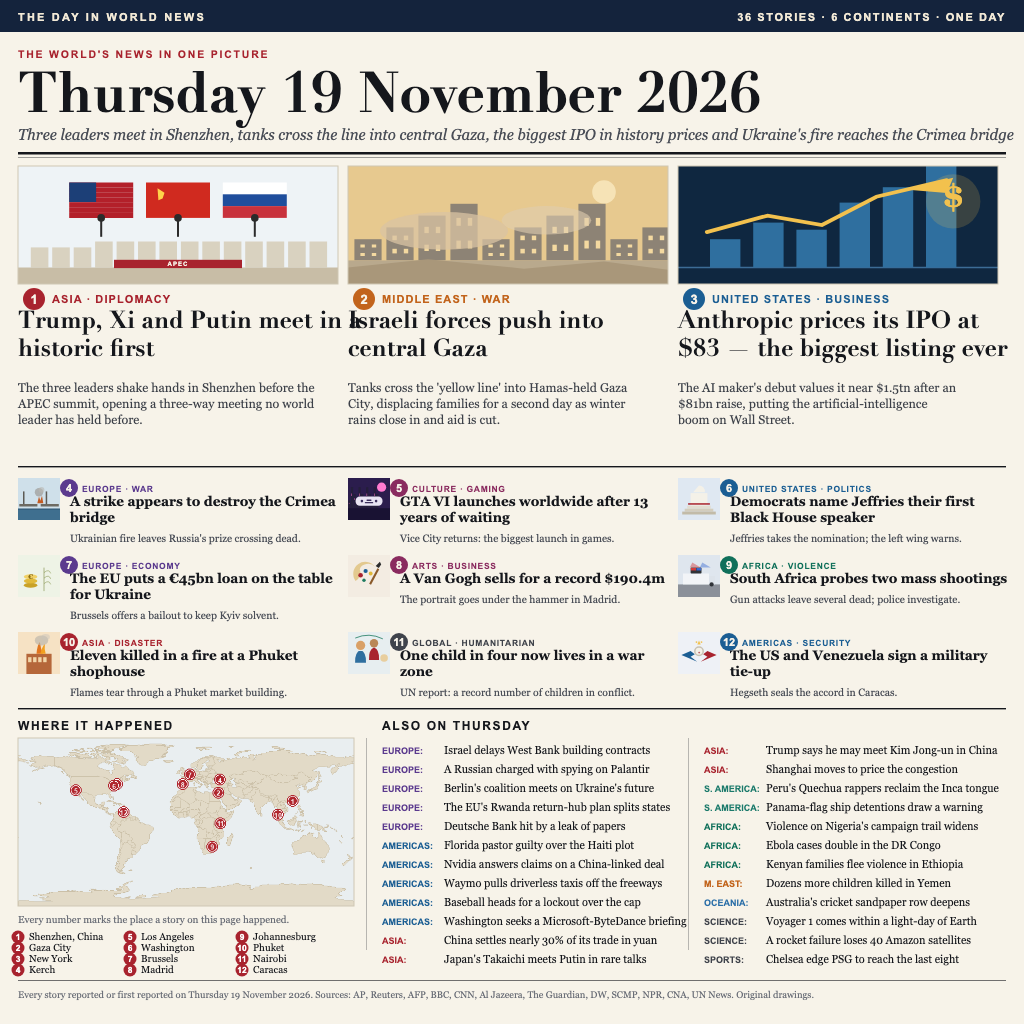 THE DAY IN WORLD NEWS
36 STORIES · 6 CONTINENTS · ONE DAY
THE WORLD'S NEWS IN ONE PICTURE
Thursday 19 November 2026
Three leaders meet in Shenzhen, tanks cross the line into central Gaza, the biggest IPO in history prices and Ukraine's fire reaches the Crimea bridge
APEC
1 ASIA · DIPLOMACY
Trump, Xi and Putin meet in a
historic first
The three leaders shake hands in Shenzhen before the
APEC summit, opening a three-way meeting no world
leader has held before.
2 MIDDLE EAST · WAR
Israeli forces push into
central Gaza
Tanks cross the 'yellow line' into Hamas-held Gaza
City, displacing families for a second day as winter
rains close in and aid is cut.
$
3 UNITED STATES · BUSINESS
Anthropic prices its IPO at
$83 — the biggest listing ever
The AI maker's debut values it near $1.5tn after an
$81bn raise, putting the artificial-intelligence
boom on Wall Street.
4 EUROPE · WAR
A strike appears to destroy the Crimea
bridge
Ukrainian fire leaves Russia's prize crossing dead.
5 CULTURE · GAMING
GTA VI launches worldwide after 13
years of waiting
Vice City returns: the biggest launch in games.
6 UNITED STATES · POLITICS
Democrats name Jeffries their first
Black House speaker
Jeffries takes the nomination; the left wing warns.
7 EUROPE · ECONOMY
The EU puts a €45bn loan on the table
for Ukraine
Brussels offers a bailout to keep Kyiv solvent.
8 ARTS · BUSINESS
A Van Gogh sells for a record $190.4m
The portrait goes under the hammer in Madrid.
9 AFRICA · VIOLENCE
South Africa probes two mass shootings
Gun attacks leave several dead; police investigate.
10 ASIA · DISASTER
Eleven killed in a fire at a Phuket
shophouse
Flames tear through a Phuket market building.
11 GLOBAL · HUMANITARIAN
One child in four now lives in a war
zone
UN report: a record number of children in conflict.
12 AMERICAS · SECURITY
The US and Venezuela sign a military
tie-up
Hegseth seals the accord in Caracas.
WHERE IT HAPPENED
Every number marks the place a story on this page happened.
1 Shenzhen, China
2 Gaza City
3 New York
4 Kerch
5 Los Angeles
6 Washington
7 Brussels
8 Madrid
9 Johannesburg
10 Phuket
11 Nairobi
12 Caracas
ALSO ON THURSDAY
EUROPE: Israel delays West Bank building contracts
EUROPE: A Russian charged with spying on Palantir
EUROPE: Berlin's coalition meets on Ukraine's future
EUROPE: The EU's Rwanda return-hub plan splits states
EUROPE: Deutsche Bank hit by a leak of papers
AMERICAS: Florida pastor guilty over the Haiti plot
AMERICAS: Nvidia answers claims on a China-linked deal
AMERICAS: Waymo pulls driverless taxis off the freeways
AMERICAS: Baseball heads for a lockout over the cap
AMERICAS: Washington seeks a Microsoft-ByteDance briefing
ASIA: China settles nearly 30% of its trade in yuan
ASIA: Japan's Takaichi meets Putin in rare talks
ASIA: Trump says he may meet Kim Jong-un in China
ASIA: Shanghai moves to price the congestion
S. AMERICA: Peru's Quechua rappers reclaim the Inca tongue
S. AMERICA: Panama-flag ship detentions draw a warning
AFRICA: Violence on Nigeria's campaign trail widens
AFRICA: Ebola cases double in the DR Congo
AFRICA: Kenyan families flee violence in Ethiopia
M. EAST: Dozens more children killed in Yemen
OCEANIA: Australia's cricket sandpaper row deepens
SCIENCE: Voyager 1 comes within a light-day of Earth
SCIENCE: A rocket failure loses 40 Amazon satellites
SPORTS: Chelsea edge PSG to reach the last eight
Every story reported or first reported on Thursday 19 November 2026. Sources: AP, Reuters, AFP, BBC, CNN, Al Jazeera, The Guardian, DW, SCMP, NPR, CNA, UN News. Original drawings.